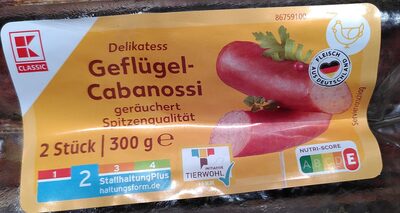 86759100
K
CLASSIC
Delikatess
Geflügel-
Cabanossi
geräuchert
Spitzenqualität
2 Stück | 300 g e
FLEISCH
AUS DEUTSCHLAND
1 2 3 4
StallhaltungPlus
haltungsform.de
INITIATIVE
TIERWOHL
NUTRI-SCORE
A B C D E